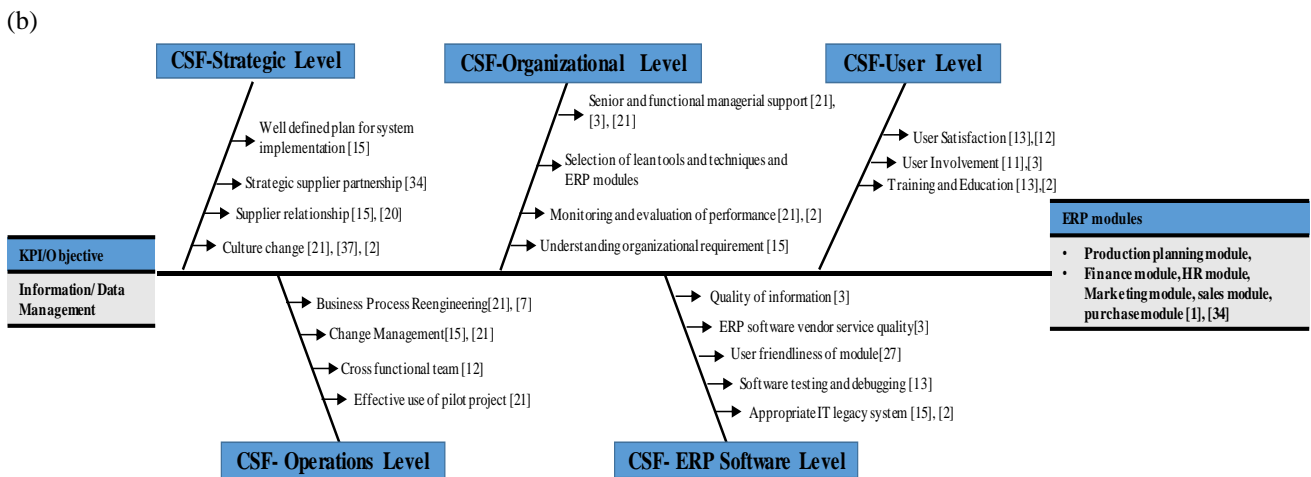 (b)
CSF-Strategic Level
CSF-Organizational Level
CSF-User Level
Well defined plan for system
implementation [15]
Strategic supplier partnership [34]
Supplier relationship [15], [20]
Culture change [21], [37], [2]
Senior and functional managerial support [21],
[3], [21]
Selection of lean tools and techniques and
ERP modules
Monitoring and evaluation of performance [21], [2]
Understanding organizational requirement [15]
User Satisfaction [13],[12]
User Involvement [11],[3]
Training and Education [13],[2]
KPI/Objective
Information/ Data
Management
ERP modules
• Production planning module,
• Finance module, HR module,
Marketing module, sales module,
purchase module [1], [34]
Business Process Reengineering[21], [7]
Change Management[15], [21]
Cross functional team [12]
Effective use of pilot project [21]
Quality of information [3]
ERP software vendor service quality[3]
User friendliness of module[27]
Software testing and debugging [13]
Appropriate IT legacy system [15], [2]
CSF- Operations Level
CSF- ERP Software Level